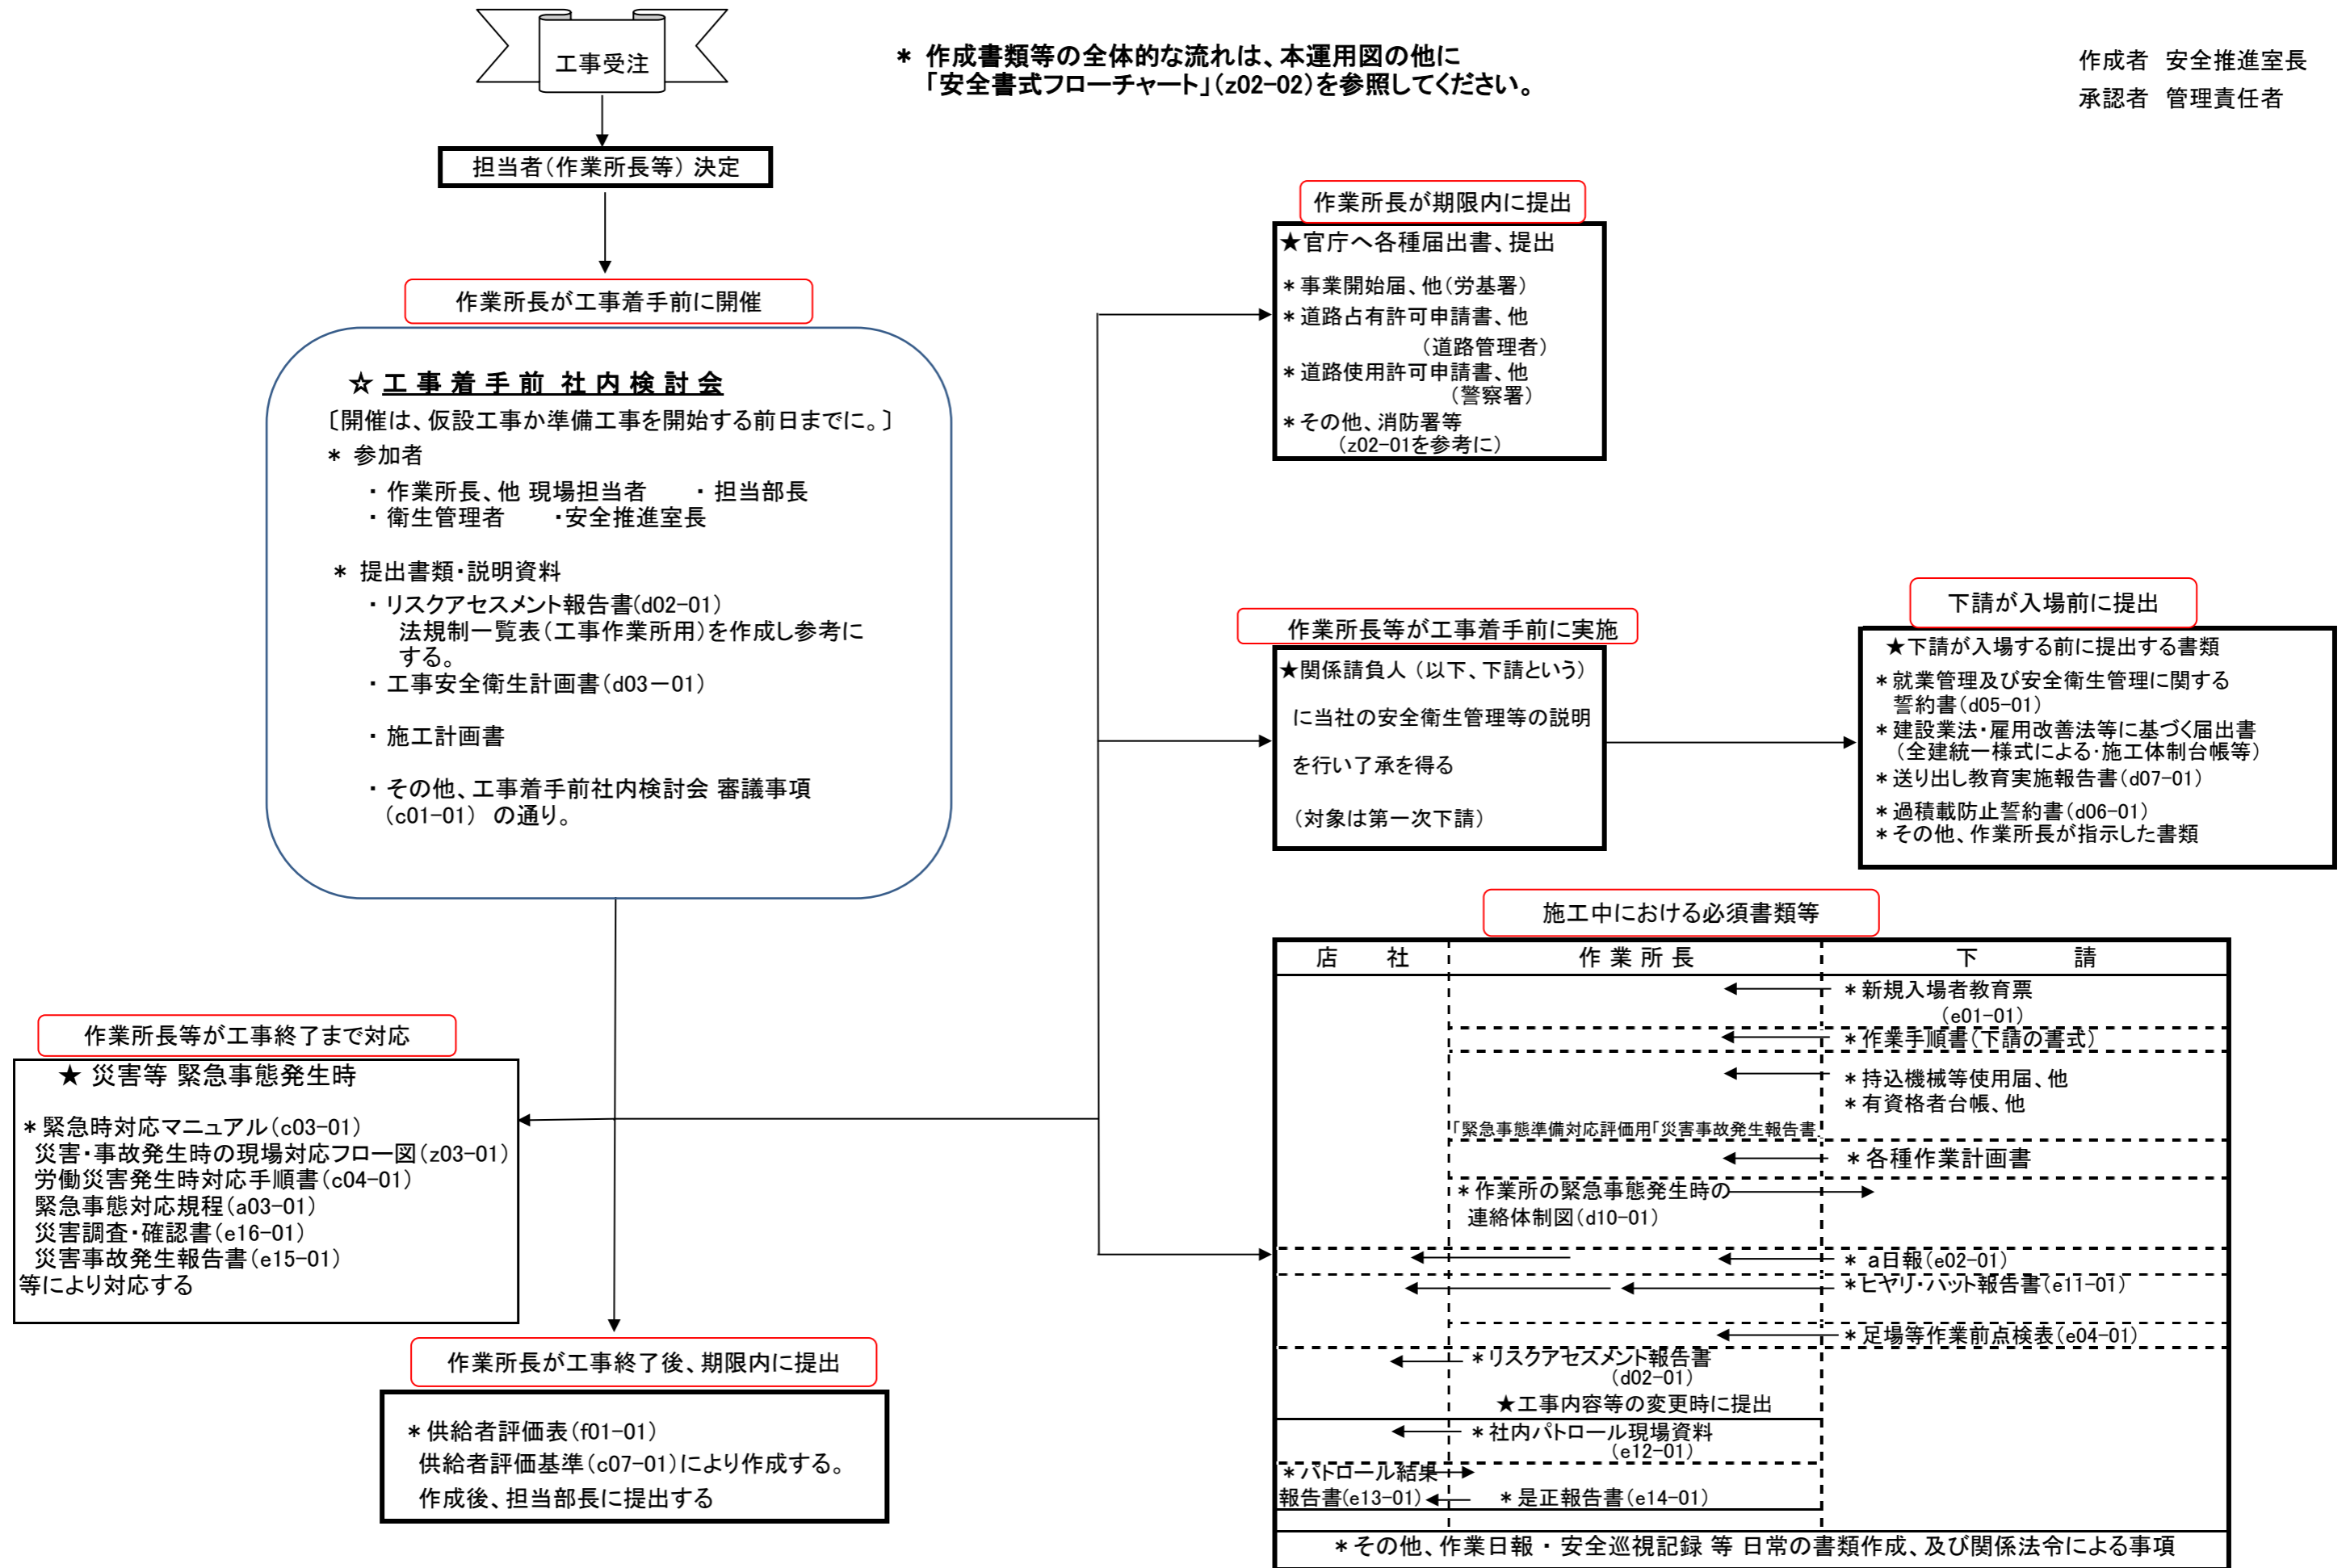 工事受注
* 作成書類等の全体的な流れは、本運用図の他に
「安全書式フローチャート」(z02-02)を参照してください。
作成者 安全推進室長
承認者 管理責任者
担当者(作業所長等) 決定
作業所長が工事着手前に開催
☆ 工 事 着 手 前 社 内 検 討 会
〔開催は、仮設工事か準備工事を開始する前日までに。〕
* 参加者
・ 作業所長、他 現場担当者 ・ 担当部長
・ 衛生管理者 ・安全推進室長
* 提出書類・説明資料
・ リスクアセスメント報告書(d02-01)
法規制一覧表(工事作業所用)を作成し参考に
する。
・ 工事安全衛生計画書(d03ー01)
・ 施工計画書
・ その他、工事着手前社内検討会 審議事項
(c01-01) の通り。
作業所長が期限内に提出
★官庁へ各種届出書、提出
*事業開始届、他(労基署)
*道路占有許可申請書、他
(道路管理者)
*道路使用許可申請書、他
(警察署)
*その他、消防署等
(z02-01を参考に)
作業所長等が工事着手前に実施
★関係請負人 (以下、下請という)
に当社の安全衛生管理等の説明
を行い了承を得る
(対象は第一次下請)
下請が入場前に提出
★下請が入場する前に提出する書類
*就業管理及び安全衛生管理に関する
誓約書(d05-01)
*建設業法・雇用改善法等に基づく届出書
(全建統一様式による・施工体制台帳等)
*送り出し教育実施報告書(d07-01)
*過積載防止誓約書(d06-01)
*その他、作業所長が指示した書類
施工中における必須書類等
店 社 作 業 所 長 下 請
*新規入場者教育票
(e01-01)
*作業手順書(下請の書式)
*持込機械等使用届、他
*有資格者台帳、他
「緊急事態準備対応評価用「災害事故発生報告書」
*各種作業計画書
*作業所の緊急事態発生時の
連絡体制図(d10-01)
* a日報(e02-01)
*ヒヤリ・ハット報告書(e11-01)
*足場等作業前点検表(e04-01)
*リスクアセスメント報告書
(d02-01)
★工事内容等の変更時に提出
*社内パトロール現場資料
(e12-01)
*パトロール結果
報告書(e13-01) *是正報告書(e14-01)
*その他、作業日報 ・ 安全巡視記録 等 日常の書類作成、及び関係法令による事項
作業所長等が工事終了まで対応
★ 災害等 緊急事態発生時
*緊急時対応マニュアル(c03-01)
災害・事故発生時の現場対応フロー図(z03-01)
労働災害発生時対応手順書(c04-01)
緊急事態対応規程(a03-01)
災害調査・確認書(e16-01)
災害事故発生報告書(e15-01)
等により対応する
作業所長が工事終了後、期限内に提出
*供給者評価表(f01-01)
供給者評価基準(c07-01)により作成する。
作成後、担当部長に提出する